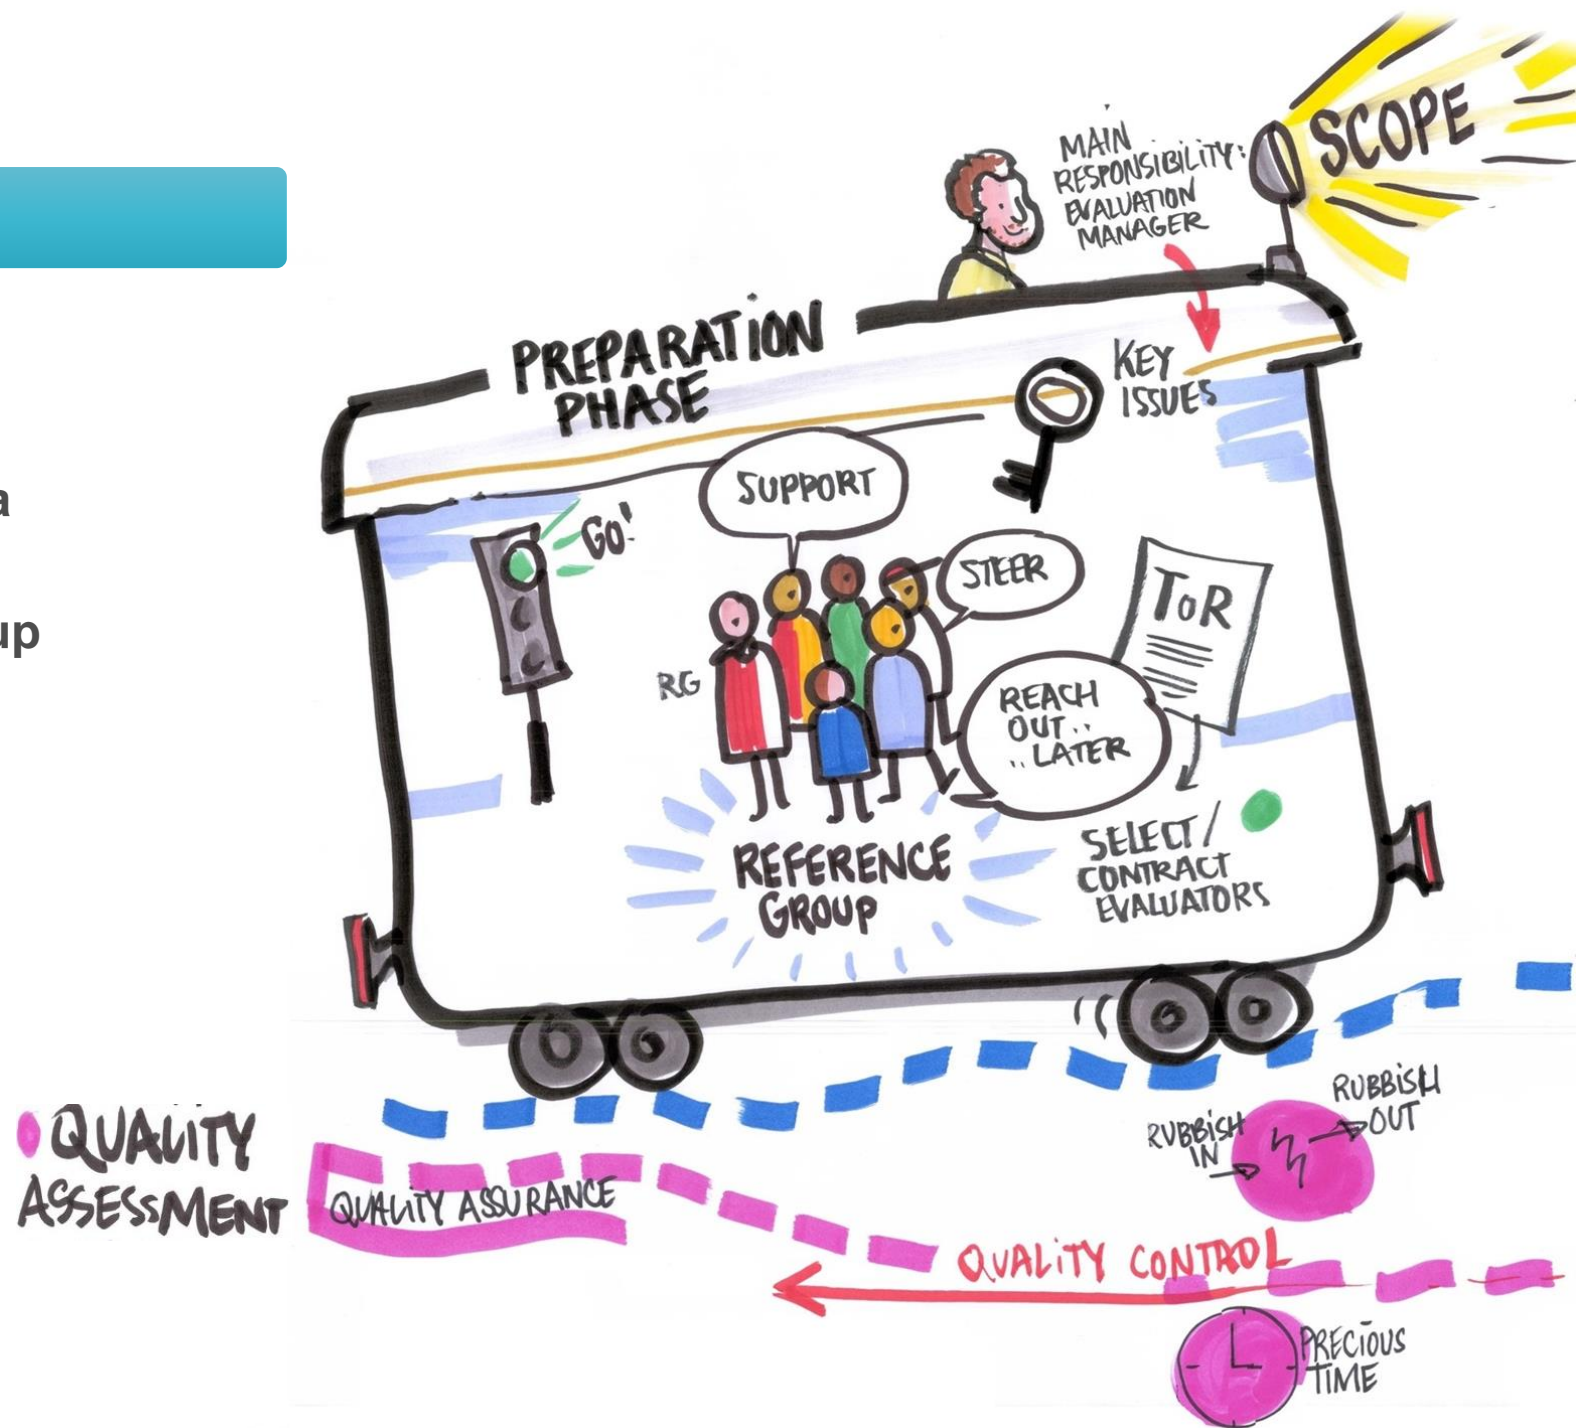 SCOPE
MAIN
RESPONSIBILITY:
EVALUATION
MANAGER
PREPARATION
PHASE
KEY
ISSUES
SUPPORT
GO!
STEER
ToR
RG
REACH
OUT..
..LATER
SELECT/
CONTRACT
EVALUATORS
REFERENCE
GROUP
a
up
RUBBISH
IN
RUBBISH
OUT
QUALITY
ASSESSMENT
QUALITY ASSURANCE
QUALITY CONTROL
PRECIOUS
TIME